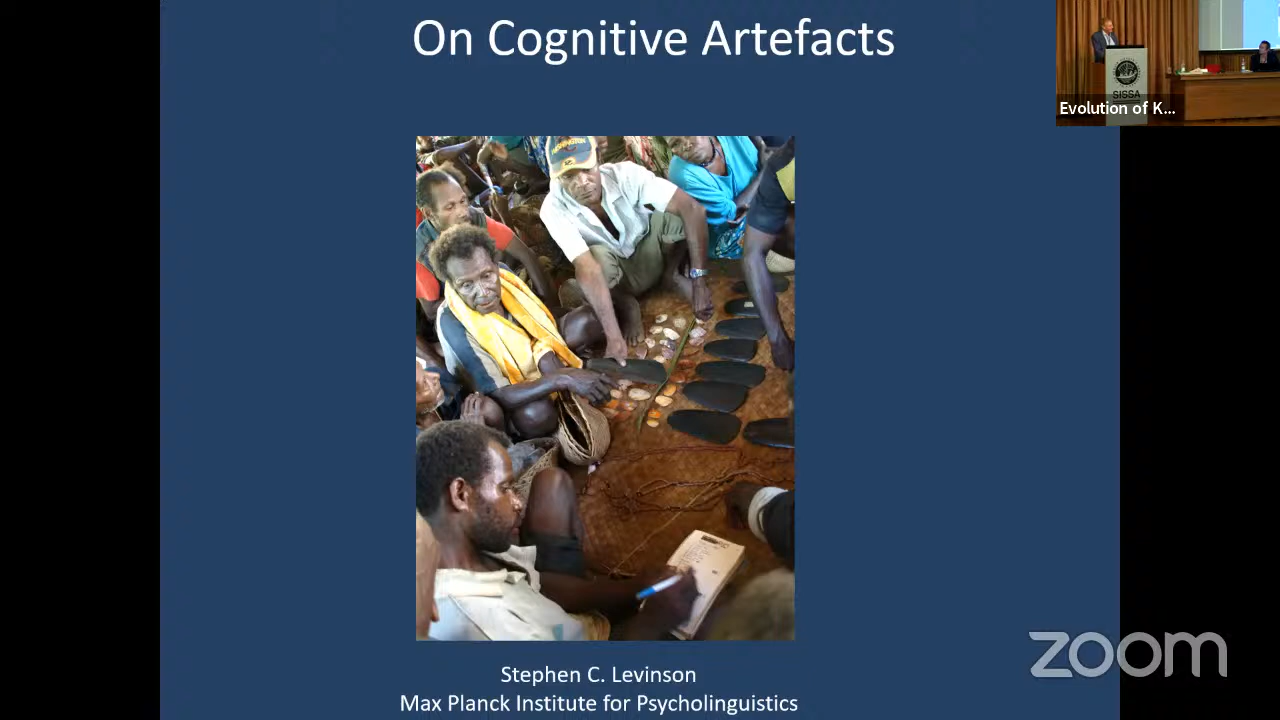 On Cognitive Artefacts
SISSA
Evolution of K...
Stephen C. Levinson
Max Planck Institute for Psycholinguistics
zoom